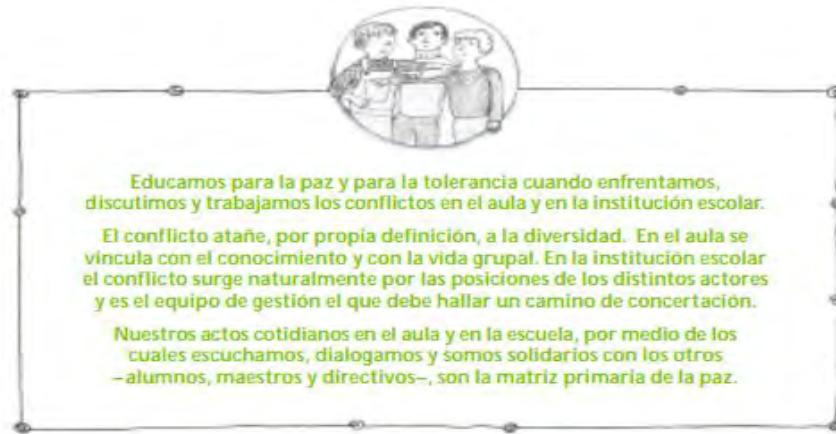 Educamos para la paz y para la tolerancia cuando enfrentamos,
discutimos y trabajamos los conflictos en el aula y en la institución escolar.
El conflicto atañe, por propia definición, a la diversidad. En el aula se
vincula con el conocimiento y con la vida grupal. En la institución escolar
el conflicto surge naturalmente por las posiciones de los distintos actores
y es el equipo de gestión el que debe hallar un camino de concertación.
Nuestros actos cotidianos en el aula y en la escuela, por medio de los
cuales escuchamos, dialogamos y somos solidarios con los otros
–alumnos, maestros y directivos–, son la matriz primaria de la paz.